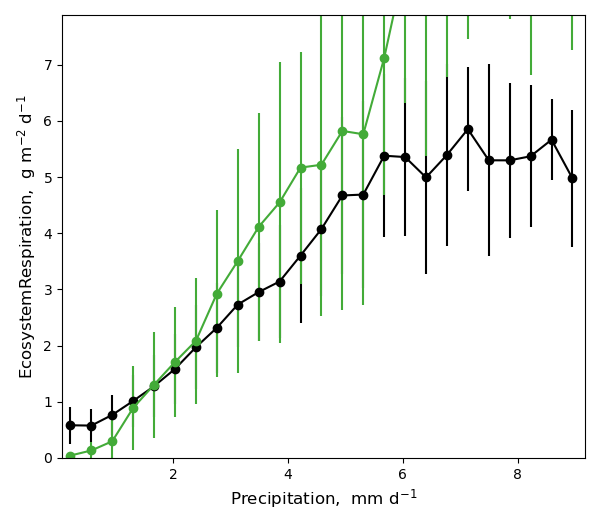 7
6
5
4
3
2
1
0
EcosystemRespiration, g m⁻² d⁻¹
2 4 6 8
Precipitation, mm d⁻¹